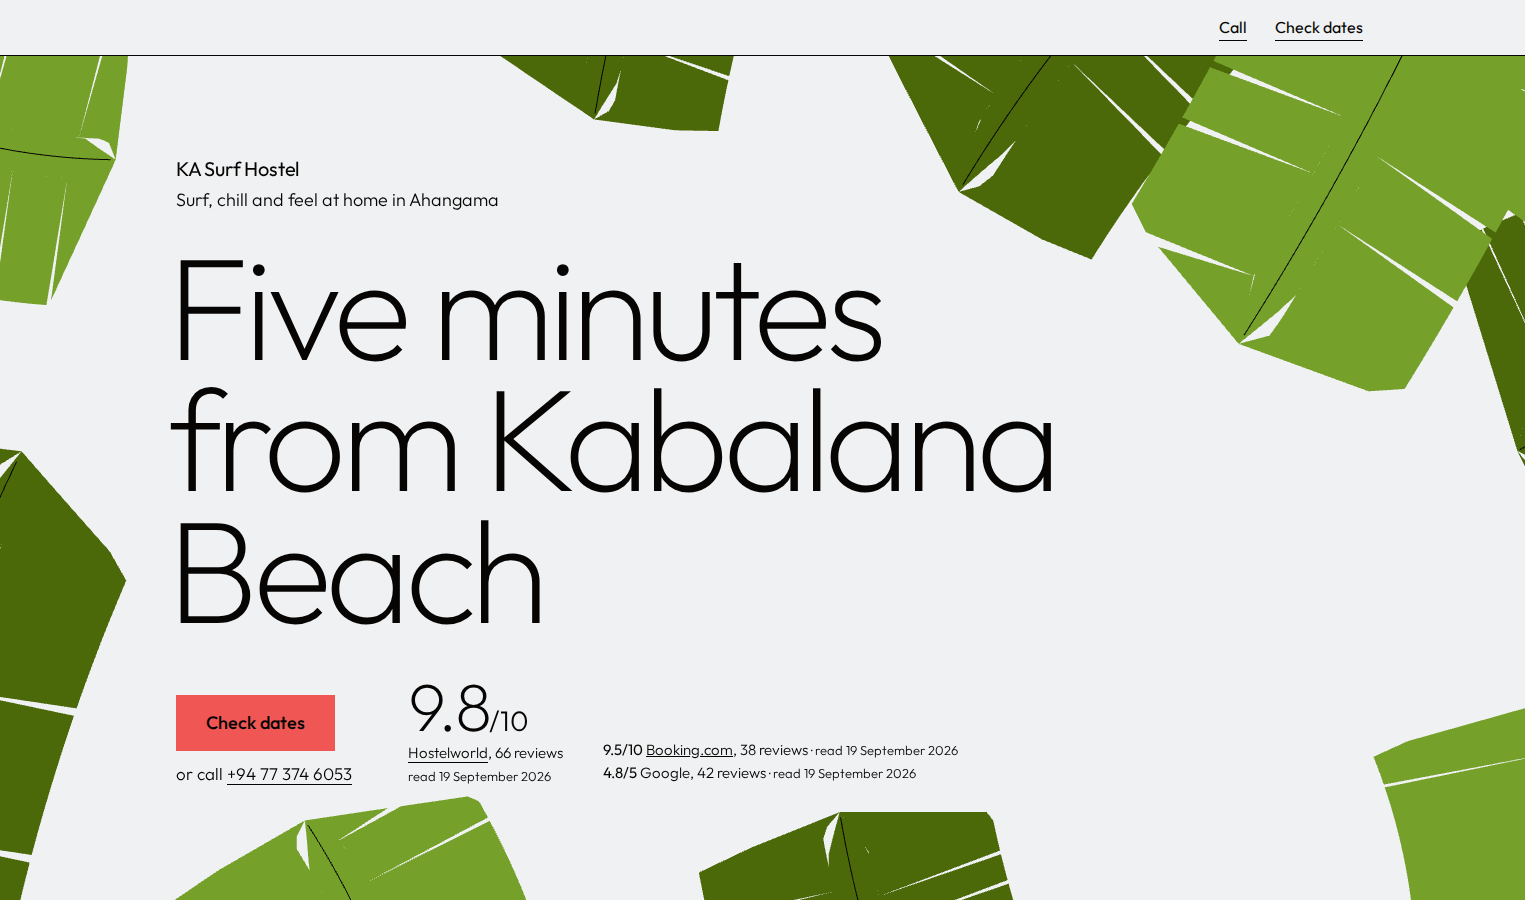 Call
Check dates
KA Surf Hostel
Surf, chill and feel at home in Ahangama
Five minutes
from Kabalana
Beach
Check dates
or call +94 77 374 6053
9.8/10
Hostelworld, 66 reviews
read 19 September 2026
9.5/10 Booking.com, 38 reviews · read 19 September 2026
4.8/5 Google, 42 reviews · read 19 September 2026